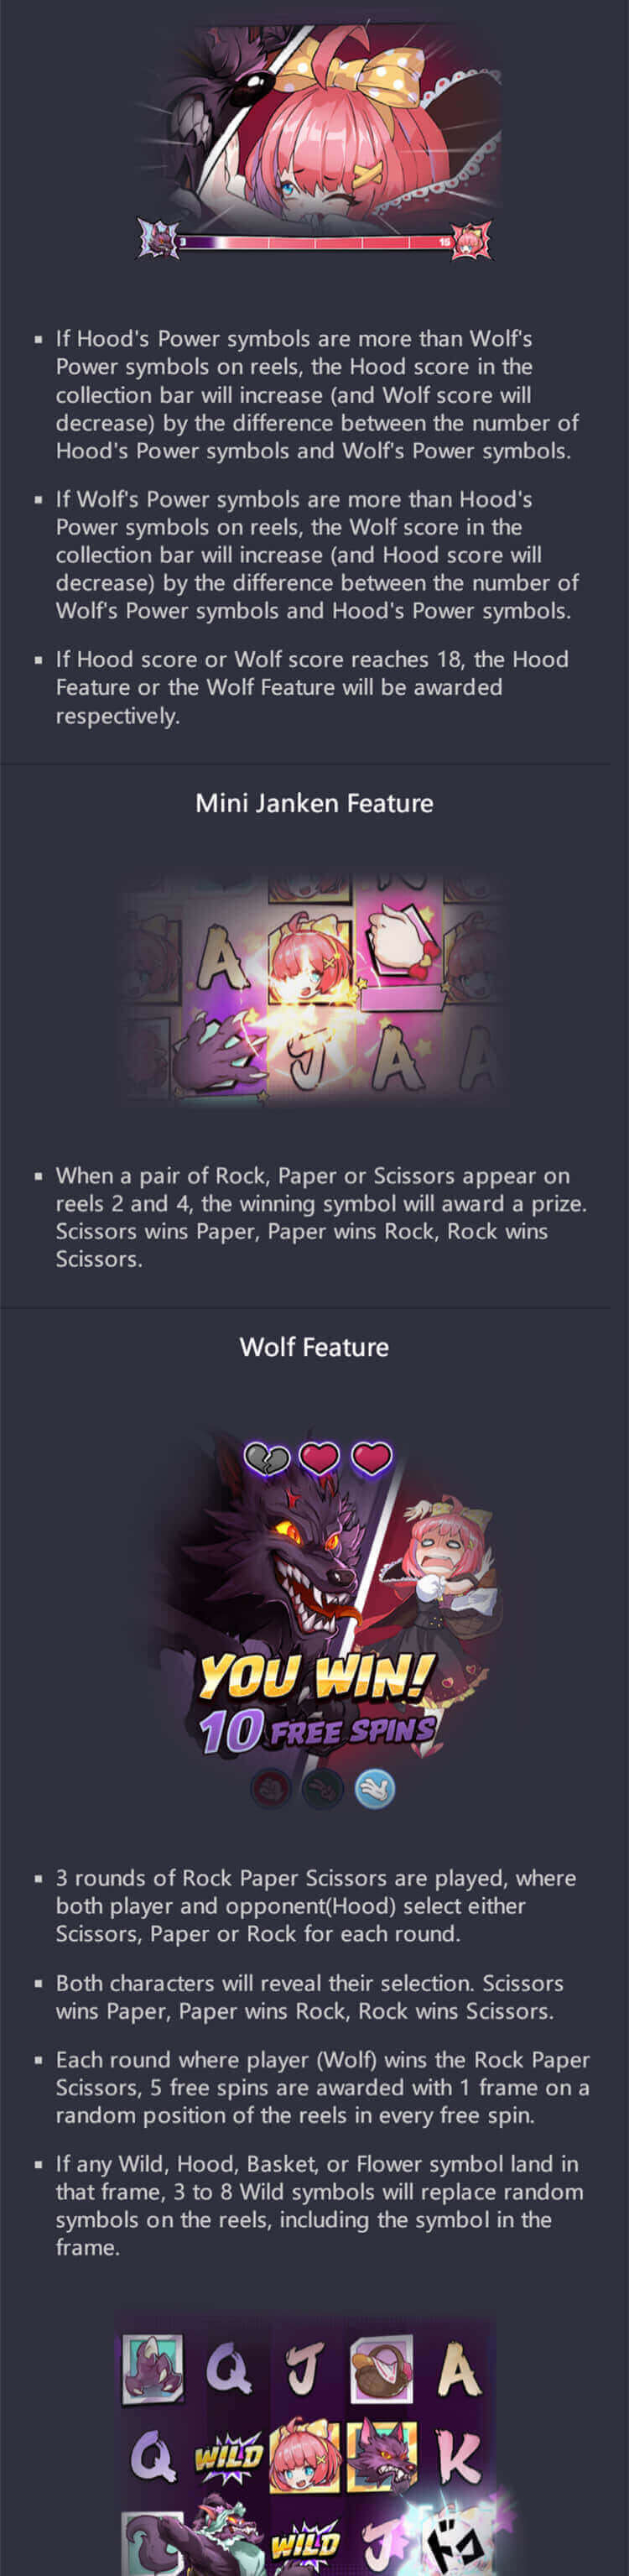 3 15
■ If Hood's Power symbols are more than Wolf's
Power symbols on reels, the Hood score in the
collection bar will increase (and Wolf score will
decrease) by the difference between the number of
Hood's Power symbols and Wolf's Power symbols.
■ If Wolf's Power symbols are more than Hood's
Power symbols on reels, the Wolf score in the
collection bar will increase (and Hood score will
decrease) by the difference between the number of
Wolf's Power symbols and Hood's Power symbols.
■ If Hood score or Wolf score reaches 18, the Hood
Feature or the Wolf Feature will be awarded
respectively.
Mini Janken Feature
A
J A A
■ When a pair of Rock, Paper or Scissors appear on
reels 2 and 4, the winning symbol will award a prize.
Scissors wins Paper, Paper wins Rock, Rock wins
Scissors.
Wolf Feature
YOU WIN!
10 FREE SPINS
■ 3 rounds of Rock Paper Scissors are played, where
both player and opponent(Hood) select either
Scissors, Paper or Rock for each round.
■ Both characters will reveal their selection. Scissors
wins Paper, Paper wins Rock, Rock wins Scissors.
■ Each round where player (Wolf) wins the Rock Paper
Scissors, 5 free spins are awarded with 1 frame on a
random position of the reels in every free spin.
■ If any Wild, Hood, Basket, or Flower symbol land in
that frame, 3 to 8 Wild symbols will replace random
symbols on the reels, including the symbol in the
frame.
Q J A
Q WILD K
WILD J ドコ